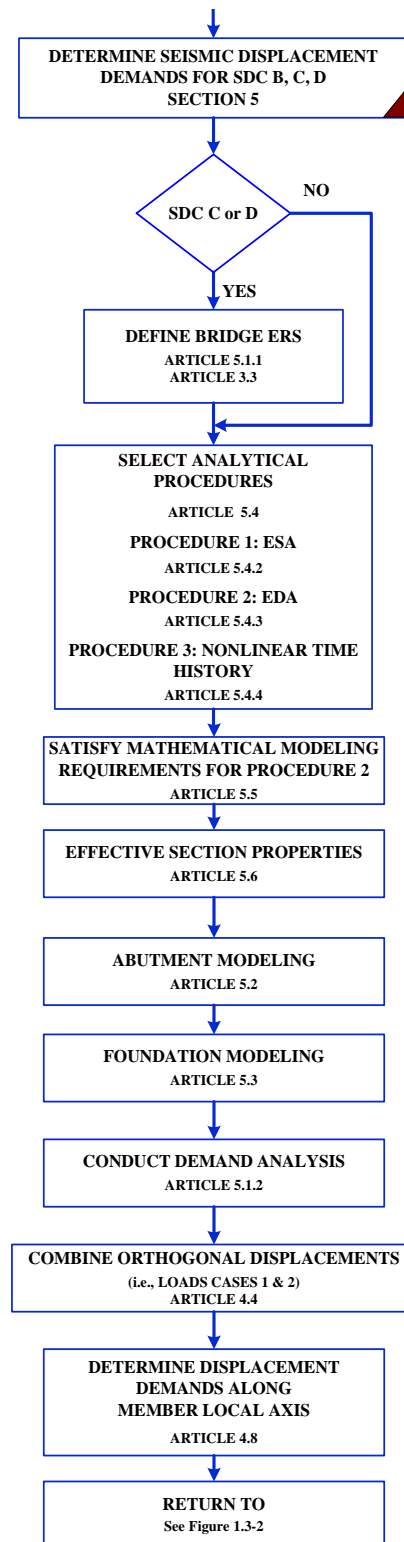 DETERMINE SEISMIC DISPLACEMENT
DEMANDS FOR SDC B, C, D
SECTION 5
NO
SDC C or D
YES
DEFINE BRIDGE ERS
ARTICLE 5.1.1
ARTICLE 3.3
SELECT ANALYTICAL
PROCEDURES
ARTICLE 5.4
PROCEDURE 1: ESA
ARTICLE 5.4.2
PROCEDURE 2: EDA
ARTICLE 5.4.3
PROCEDURE 3: NONLINEAR TIME
HISTORY
ARTICLE 5.4.4
SATISFY MATHEMATICAL MODELING
REQUIREMENTS FOR PROCEDURE 2
ARTICLE 5.5
EFFECTIVE SECTION PROPERTIES
ARTICLE 5.6
ABUTMENT MODELING
ARTICLE 5.2
FOUNDATION MODELING
ARTICLE 5.3
CONDUCT DEMAND ANALYSIS
ARTICLE 5.1.2
COMBINE ORTHOGONAL DISPLACEMENTS
(i.e., LOADS CASES 1 & 2)
ARTICLE 4.4
DETERMINE DISPLACEMENT
DEMANDS ALONG
MEMBER LOCAL AXIS
ARTICLE 4.8
RETURN TO
See Figure 1.3-2